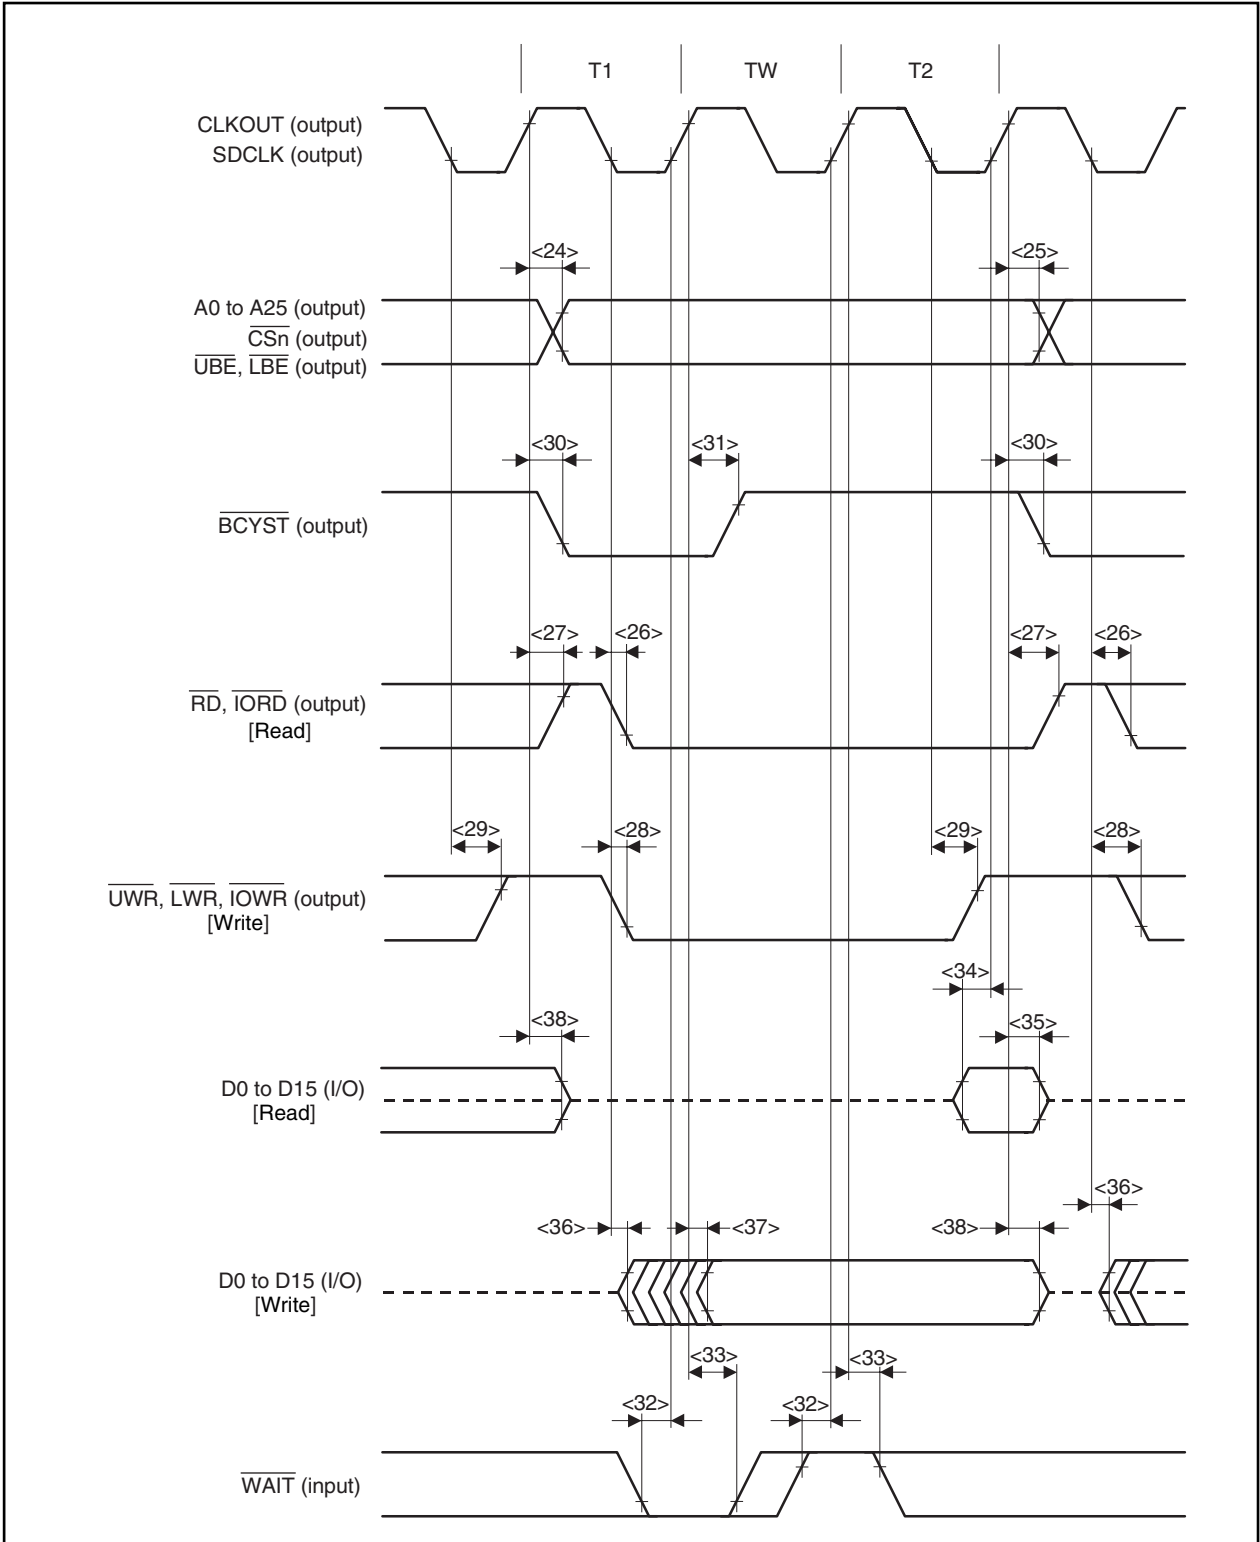 T1 TW T2
CLKOUT (output)
SDCLK (output)
<24> <25>
A0 to A25 (output)
CSn (output)
UBE, LBE (output)
<30> <31> <30>
BCYST (output)
<27> <26> <27> <26>
RD, IORD (output)
[Read]
<29> <28> <29> <28>
UWR, LWR, IOWR (output)
[Write]
<34>
<38> <35>
D0 to D15 (I/O)
[Read]
<36>
<36> <37> <38>
D0 to D15 (I/O)
[Write]
<33> <33>
<32> <32>
WAIT (input)